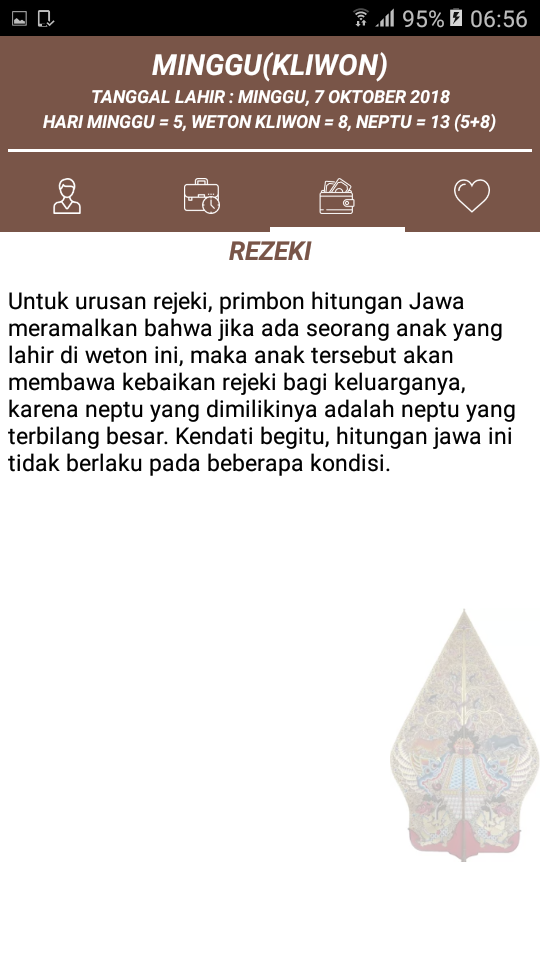 95% 06:56
MINGGU(KLIWON)
TANGGAL LAHIR : MINGGU, 7 OKTOBER 2018
HARI MINGGU = 5, WETON KLIWON = 8, NEPTU = 13 (5+8)
REZEKI
Untuk urusan rejeki, primbon hitungan Jawa
meramalkan bahwa jika ada seorang anak yang
lahir di weton ini, maka anak tersebut akan
membawa kebaikan rejeki bagi keluarganya,
karena neptu yang dimilikinya adalah neptu yang
terbilang besar. Kendati begitu, hitungan jawa ini
tidak berlaku pada beberapa kondisi.